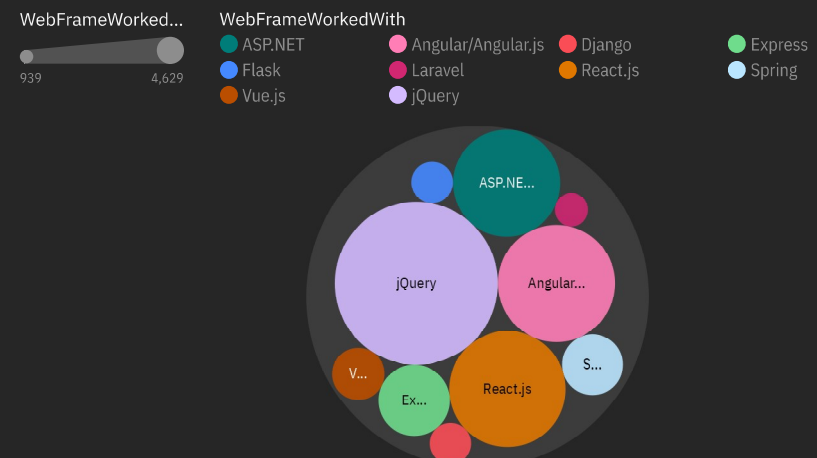 WebFrameWorked... WebFrameWorkedWith
ASP.NET Angular/Angular.js Django Express
Flask Laravel React.js Spring
939 4,629
Vue.js jQuery
ASP.NE...
jQuery Angular...
S...
V...
React.js
Ex...